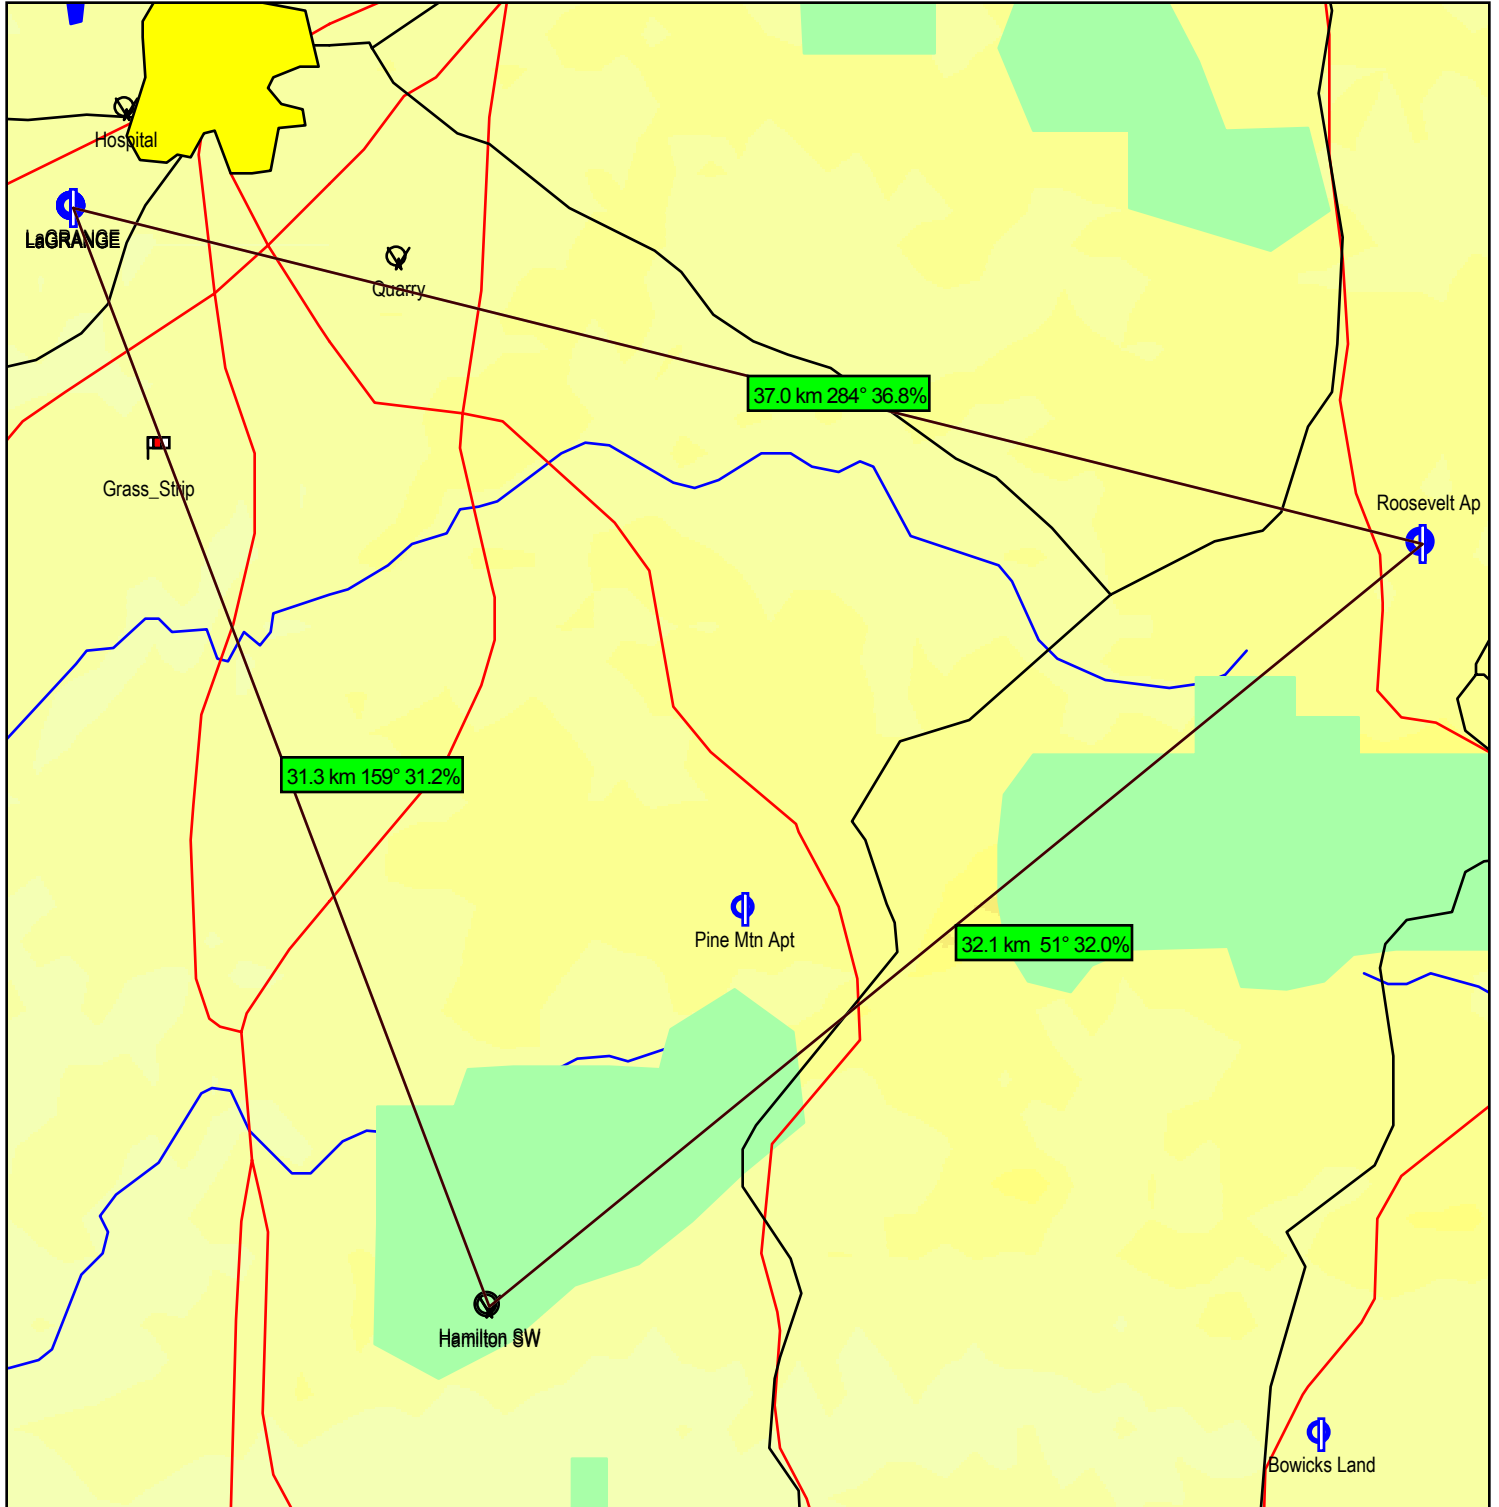 Hospital
LaGRANGE
Quarry
37.0 km 284° 36.8%
Grass_Strip
Roosevelt Ap
31.3 km 159° 31.2%
Pine Mtn Apt
32.1 km  51° 32.0%
Hamilton SW
Bowicks Land